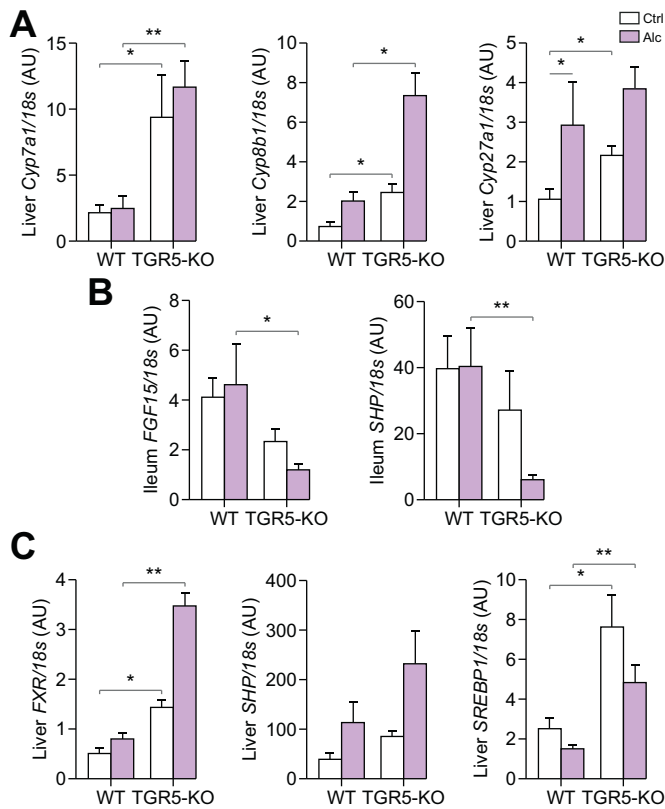 A
Ctrl
Alc
Liver Cyp7a1/18s (AU)
15
10
5
0
*
**
WT TGR5-KO
Liver Cyp8b1/18s (AU)
8
6
4
2
0
*
*
WT TGR5-KO
Liver Cyp27a1/18s (AU)
5
4
3
2
1
0
*
*
WT TGR5-KO
B
Ileum FGF15/18s (AU)
8
6
4
2
0
*
WT TGR5-KO
Ileum SHP/18s (AU)
60
40
20
0
**
WT TGR5-KO
C
Liver FXR/18s (AU)
4
3
2
1
0
*
**
WT TGR5-KO
Liver SHP/18s (AU)
400
300
200
100
0
WT TGR5-KO
Liver SREBP1/18s (AU)
10
8
6
4
2
0
*
**
WT TGR5-KO